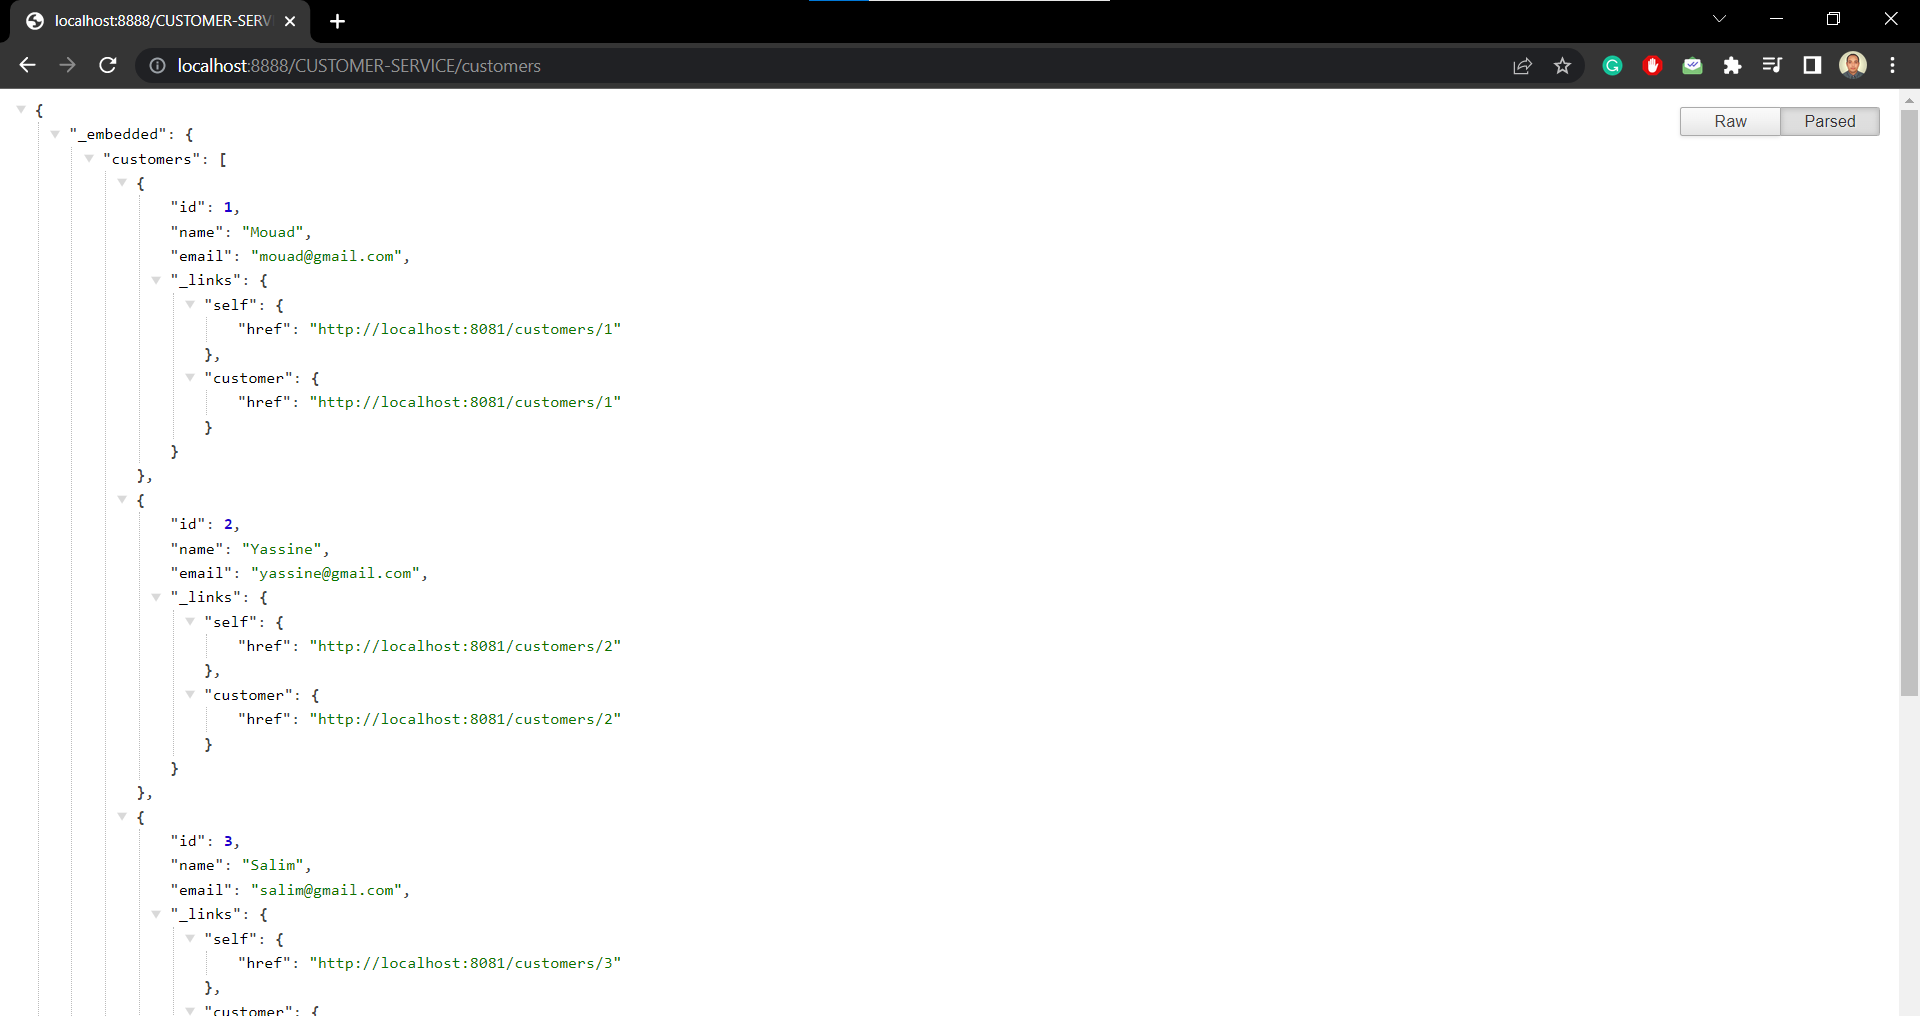 localhost:8888/CUSTOMER-SERV
localhost:8888/CUSTOMER-SERVICE/customers
Raw
Parsed
{
"_embedded": {
"customers": [
{
"id": 1,
"name": "Mouad",
"email": "mouad@gmail.com",
"_links": {
"self": {
"href": "http://localhost:8081/customers/1"
},
"customer": {
"href": "http://localhost:8081/customers/1"
}
}
},
{
"id": 2,
"name": "Yassine",
"email": "yassine@gmail.com",
"_links": {
"self": {
"href": "http://localhost:8081/customers/2"
},
"customer": {
"href": "http://localhost:8081/customers/2"
}
}
},
{
"id": 3,
"name": "Salim",
"email": "salim@gmail.com",
"_links": {
"self": {
"href": "http://localhost:8081/customers/3"
},
"customer": {